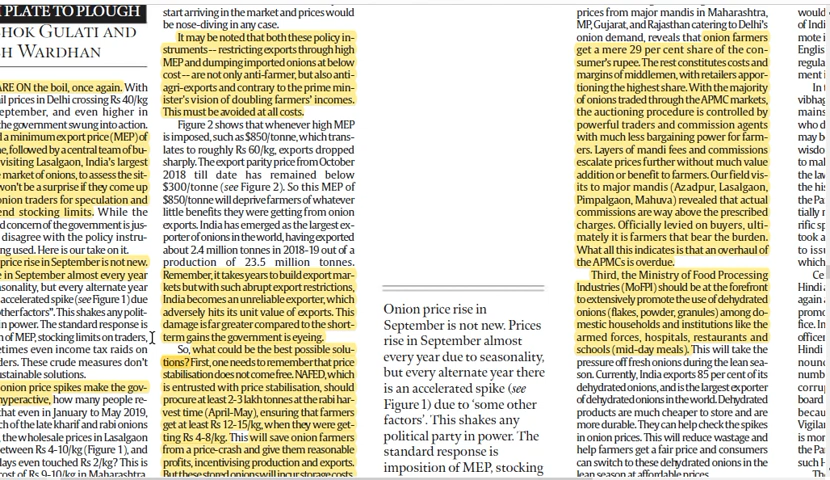 PLATE TO PLOUGH
SHOK GULATI AND
SH WARDHAN
ARE ON the boil, once again. With
ail prices in Delhi crossing Rs 40/kg
eptember, and even higher in
the government swung into action.
d a minimum export price (MEP) of
ne, followed by a central team of bu-
visiting Lasalgaon, India's largest
market of onions, to assess the sit-
won't be a surprise if they come up
onion traders for speculation and
end stocking limits. While the
d concern of the government is jus-
disagree with the policy instru-
ng used. Here is our take on it.
price rise in September is not new.
e in September almost every year
asonality, but every alternate year
accelerated spike (see Figure 1) due
other factors". This shakes any polit-
in power. The standard response is
n of MEP, stocking limits on traders,
etimes even income tax raids on
ders. These crude measures don't
sustainable solutions.
onion price spikes make the gov-
hyperactive, how many people re-
that even in January to May 2019,
ch of the late kharif and rabi onions
the wholesale prices in Lasalgaon
between Rs 4-10/kg (Figure 1), and
days even touched Rs 2/kg? This is
cost of Rs 9-10/kg in Maharashtra
start arriving in the market and prices would
be nose-diving in any case.
It may be noted that both these policy in-
struments -- restricting exports through high
MEP and dumping imported onions at below
cost -- are not only anti-farmer, but also anti-
agri-exports and contrary to the prime min-
ister's vision of doubling farmers' incomes.
This must be avoided at all costs.
Figure 2 shows that whenever high MEP
is imposed, such as $850/tonne, which trans-
lates to roughly Rs 60/kg, exports dropped
sharply. The export parity price from October
2018 till date has remained below
$300/tonne (see Figure 2). So this MEP of
$850/tonne will deprive farmers of whatever
little benefits they were getting from onion
exports. India has emerged as the largest ex-
porter of onions in the world, having exported
about 2.4 million tonnes in 2018-19 out of a
production of 23.5 million tonnes.
Remember, it takes years to build export mar-
kets but with such abrupt export restrictions,
India becomes an unreliable exporter, which
adversely hits its unit value of exports. This
damage is far greater compared to the short-
term gains the government is eyeing.
So, what could be the best possible solu-
tions? First, one needs to remember that price
stabilisation does not come free. NAFED, which
is entrusted with price stabilisation, should
procure at least 2-3 lakh tonnes at the rabi har-
vest time (April-May), ensuring that farmers
get at least Rs 12-15/kg, when they were get-
ting Rs 4-8/kg. This will save onion farmers
from a price-crash and give them reasonable
profits, incentivising production and exports.
But these stored onions will incur storage costs
Onion price rise in
September is not new. Prices
rise in September almost
every year due to seasonality,
but every alternate year there
is an accelerated spike (see
Figure 1) due to 'some other
factors'. This shakes any
political party in power. The
standard response is
imposition of MEP, stocking
prices from major mandis in Maharashtra,
MP, Gujarat, and Rajasthan catering to Delhi's
onion demand, reveals that onion farmers
get a mere 29 per cent share of the con-
sumer's rupee. The rest constitutes costs and
margins of middlemen, with retailers appor-
tioning the highest share. With the majority
of onions traded through the APMC markets,
the auctioning procedure is controlled by
powerful traders and commission agents
with much less bargaining power for farm-
ers. Layers of mandi fees and commissions
escalate prices further without much value
addition or benefit to farmers. Our field vis-
its to major mandis (Azadpur, Lasalgaon,
Pimpalgaon, Mahuva) revealed that actual
commissions are way above the prescribed
charges. Officially levied on buyers, ulti-
mately it is farmers that bear the burden.
What all this indicates is that an overhaul of
the APMCs is overdue.
Third, the Ministry of Food Processing
Industries (MoFPI) should be at the forefront
to extensively promote the use of dehydrated
onions (flakes, powder, granules) among do-
mestic households and institutions like the
armed forces, hospitals, restaurants and
schools (mid-day meals). This will take the
pressure off fresh onions during the lean sea-
son. Currently, India exports 85 per cent of its
dehydrated onions, and is the largest exporter
of dehydrated onions in the world. Dehydrated
products are much cheaper to store and are
more durable. They can help check the spikes
in onion prices. This will reduce wastage and
help farmers get a fair price and consumers
can switch to these dehydrated onions in the
lean season at affordable prices.